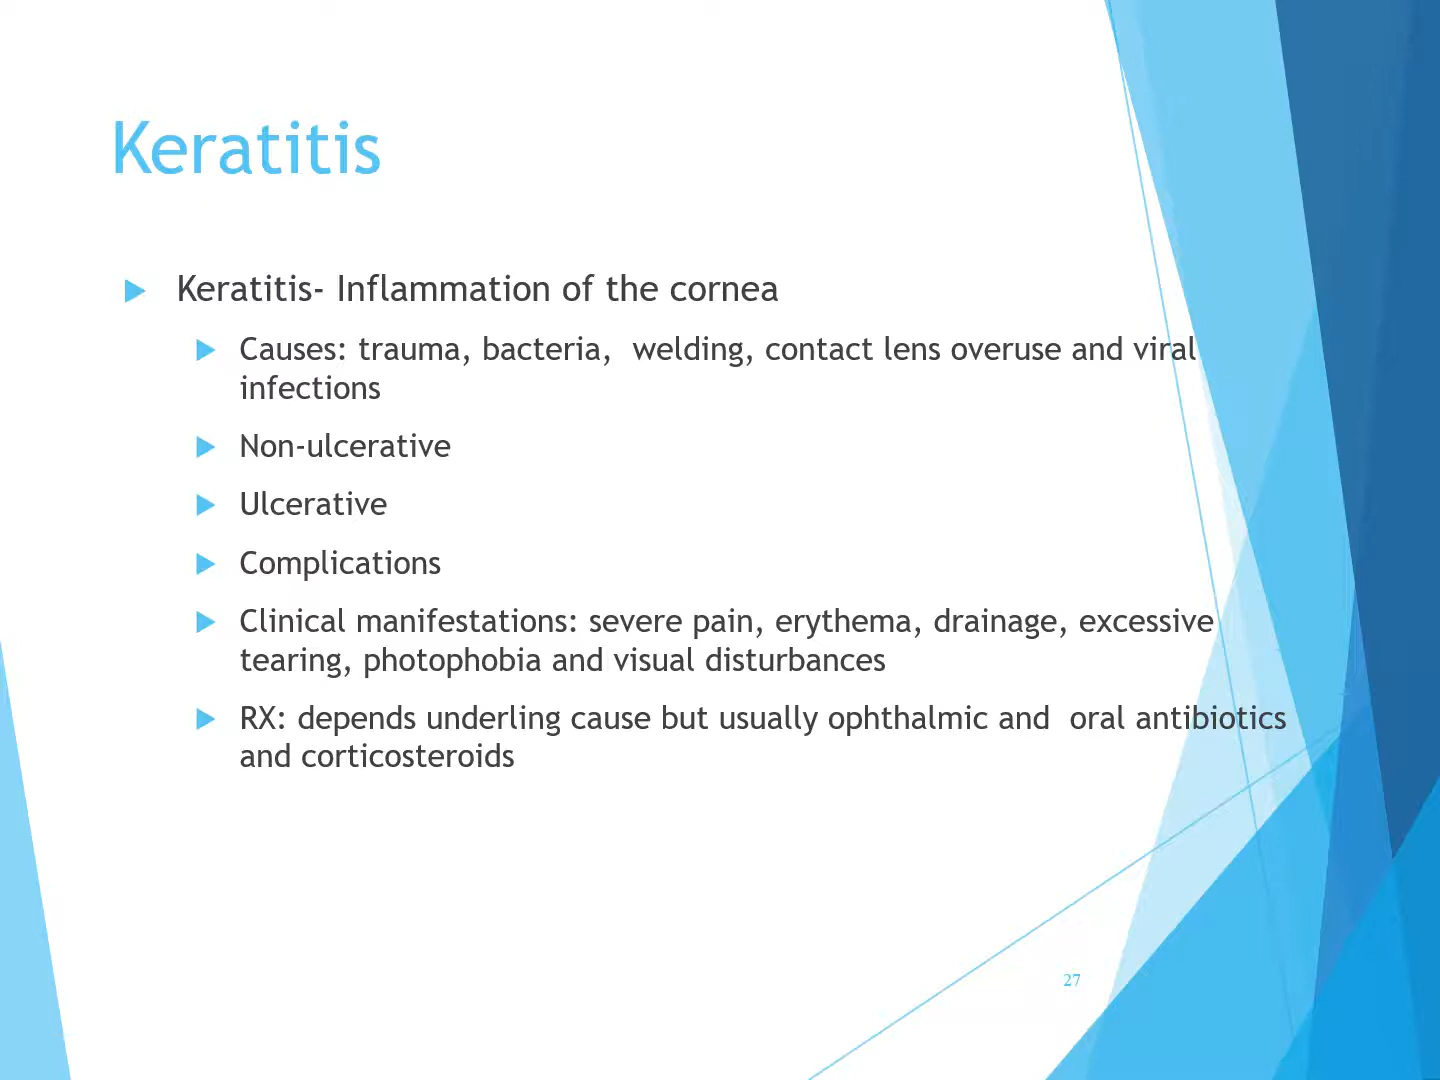 Keratitis
Keratitis- Inflammation of the cornea
Causes: trauma, bacteria,  welding, contact lens overuse and viral
infections
Non-ulcerative
Ulcerative
Complications
Clinical manifestations: severe pain, erythema, drainage, excessive
tearing, photophobia and visual disturbances
RX: depends underling cause but usually ophthalmic and  oral antibiotics
and corticosteroids
27